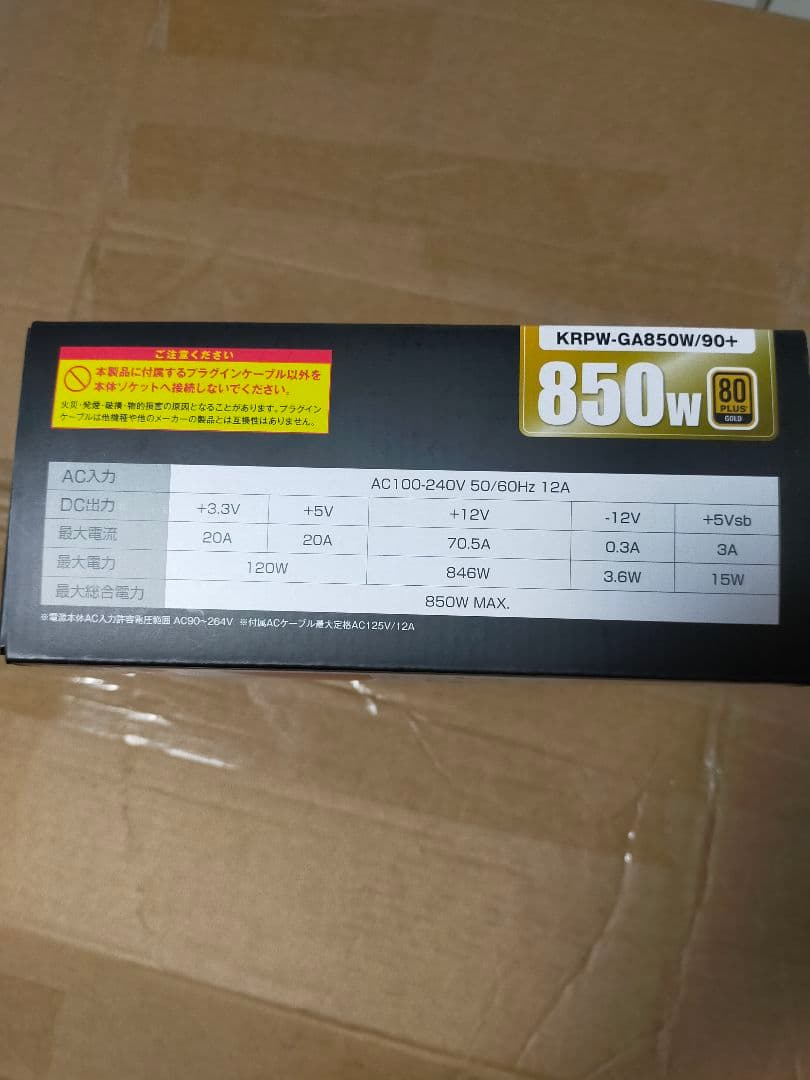 KRPW-GA850W/90+
850W
80
PLUS
GOLD
ご注意ください
本製品に付属するプラグインケーブル以外を
本体ソケットへ接続しないでください。
火災・発煙・破損・物的損害の原因となることがあります。プラグイン
ケーブルは他機種や他のメーカーの製品とは互換性はありません。
AC入力 AC100-240V 50/60Hz 12A
DC出力 +3.3V +5V +12V -12V +5Vsb
最大電流 20A 20A 70.5A 0.3A 3A
最大電力 120W 846W 3.6W 15W
最大総合電力 850W MAX.
※電源本体AC入力許容電圧範囲 AC90~264V ※付属ACケーブル最大定格AC125V/12A